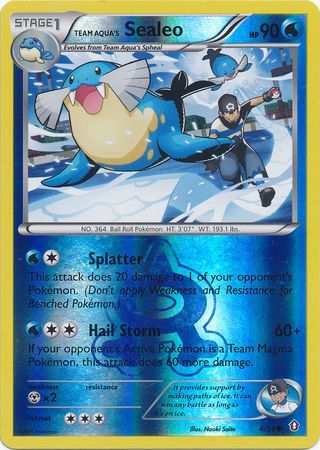 STAGE1
TEAM AQUA'S Sealeo HP 90
Evolves from Team Aqua's Spheal
NO. 364 Ball Roll Pokémon HT: 3'07" WT: 193.1 lbs.
Splatter
This attack does 20 damage to 1 of your opponent's
Pokémon. (Don't apply Weakness and Resistance for
Benched Pokémon.)
Hail Storm 60+
If your opponent's Active Pokémon is a Team Magma
Pokémon, this attack does 60 more damage.
weakness resistance
×2
retreat
It provides support by
making paths of ice. It can
win any battle as long as
it's on ice.
Illus. Naoki Saito 4/34